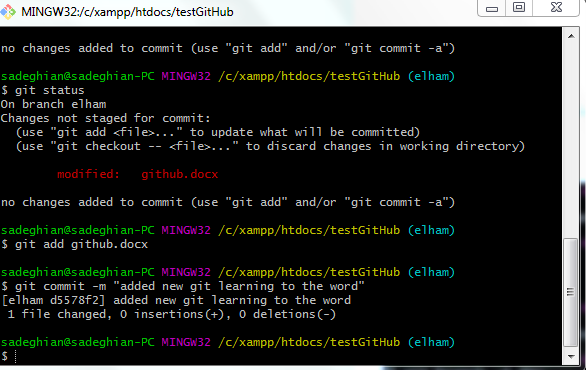 MINGW32:/c/xampp/htdocs/testGitHub
no changes added to commit (use "git add" and/or "git commit -a")
sadeghian@sadeghian-PC MINGW32 /c/xampp/htdocs/testGitHub (elham)
$ git status
On branch elham
Changes not staged for commit:
  (use "git add <file>..." to update what will be committed)
  (use "git checkout -- <file>..." to discard changes in working directory)
        modified:   github.docx
no changes added to commit (use "git add" and/or "git commit -a")
sadeghian@sadeghian-PC MINGW32 /c/xampp/htdocs/testGitHub (elham)
$ git add github.docx
sadeghian@sadeghian-PC MINGW32 /c/xampp/htdocs/testGitHub (elham)
$ git commit -m "added new git learning to the word"
[elham d5578f2] added new git learning to the word
 1 file changed, 0 insertions(+), 0 deletions(-)
sadeghian@sadeghian-PC MINGW32 /c/xampp/htdocs/testGitHub (elham)
$